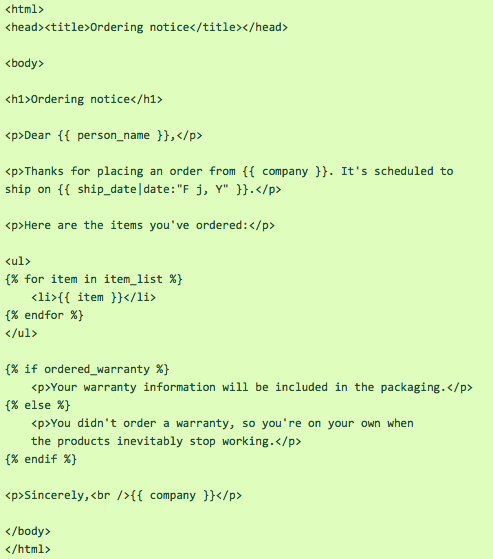 <html>
<head><title>Ordering notice</title></head>
<body>
<h1>Ordering notice</h1>
<p>Dear {{ person_name }},</p>
<p>Thanks for placing an order from {{ company }}. It's scheduled to
ship on {{ ship_date|date:"F j, Y" }}.</p>
<p>Here are the items you've ordered:</p>
<ul>
{% for item in item_list %}
    <li>{{ item }}</li>
{% endfor %}
</ul>
{% if ordered_warranty %}
    <p>Your warranty information will be included in the packaging.</p>
{% else %}
    <p>You didn't order a warranty, so you're on your own when
    the products inevitably stop working.</p>
{% endif %}
<p>Sincerely,<br />{{ company }}</p>
</body>
</html>